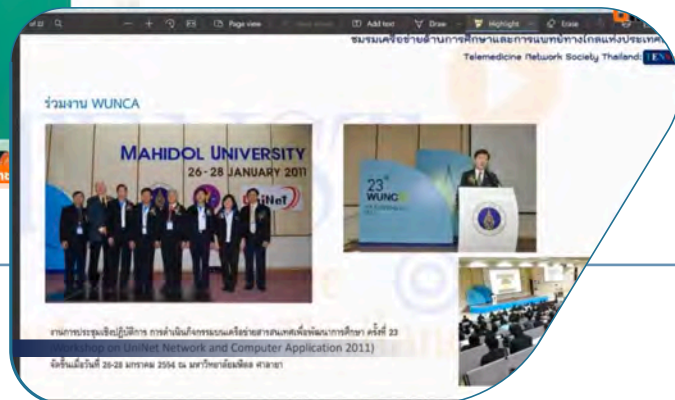 Page view
Add text
Draw
Highlight
Erase
ชมรมเครือข่ายด้านการศึกษาและการแพทย์ทางไกลแห่งประเทศ
Telemedicine Network Society Thailand:
ร่วมงาน WUNCA
MAHIDOL UNIVERSITY
26-28 JANUARY 2011
UniNet
23rd
WUNC
งานการประชุมเชิงปฏิบัติการ การดำเนินกิจกรรมบนเครือข่ายสารสนเทศเพื่อพัฒนาการศึกษา ครั้งที่ 23
Workshop on UniNet Network and Computer Application 2011)
จัดขึ้นเมื่อวันที่ 26-28 มกราคม 2554 ณ มหาวิทยาลัยมหิดล ศาลายา